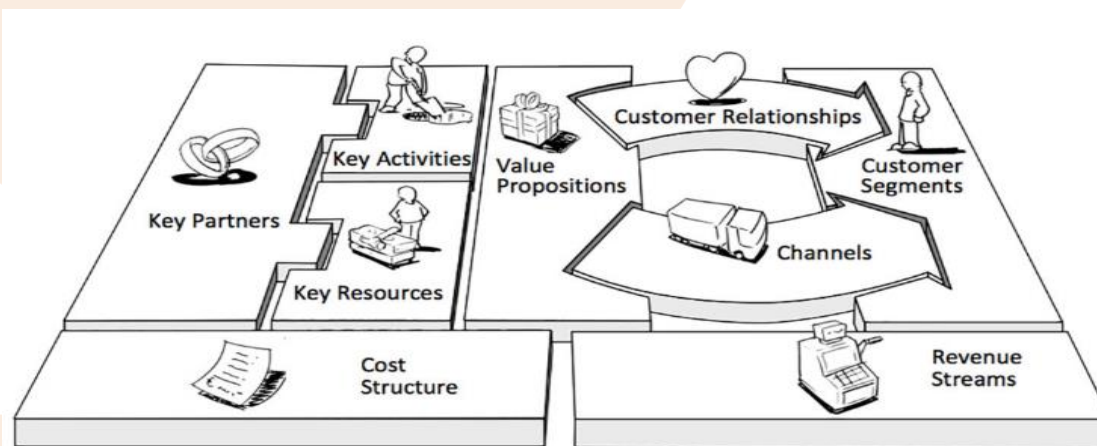 Key Partners
Key Activities
Key Resources
Value
Propositions
Customer Relationships
Channels
Customer
Segments
Cost
Structure
Revenue
Streams